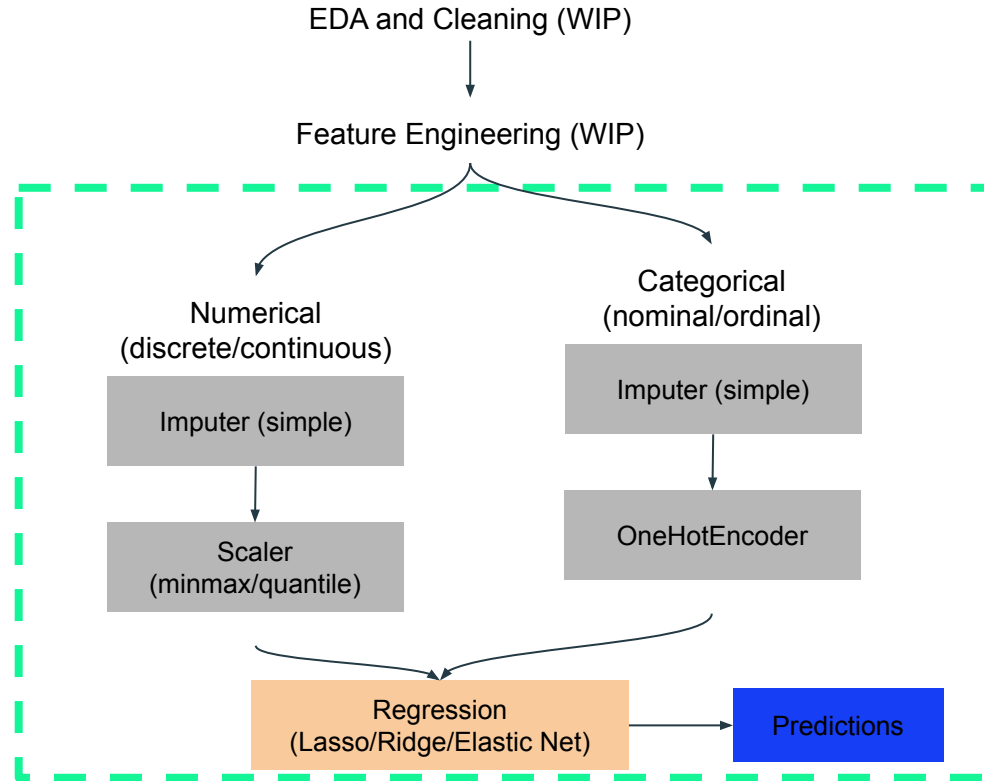 EDA and Cleaning (WIP)
Feature Engineering (WIP)
Numerical
(discrete/continuous)
Imputer (simple)
Scaler
(minmax/quantile)
Categorical
(nominal/ordinal)
Imputer (simple)
OneHotEncoder
Regression
(Lasso/Ridge/Elastic Net)
Predictions